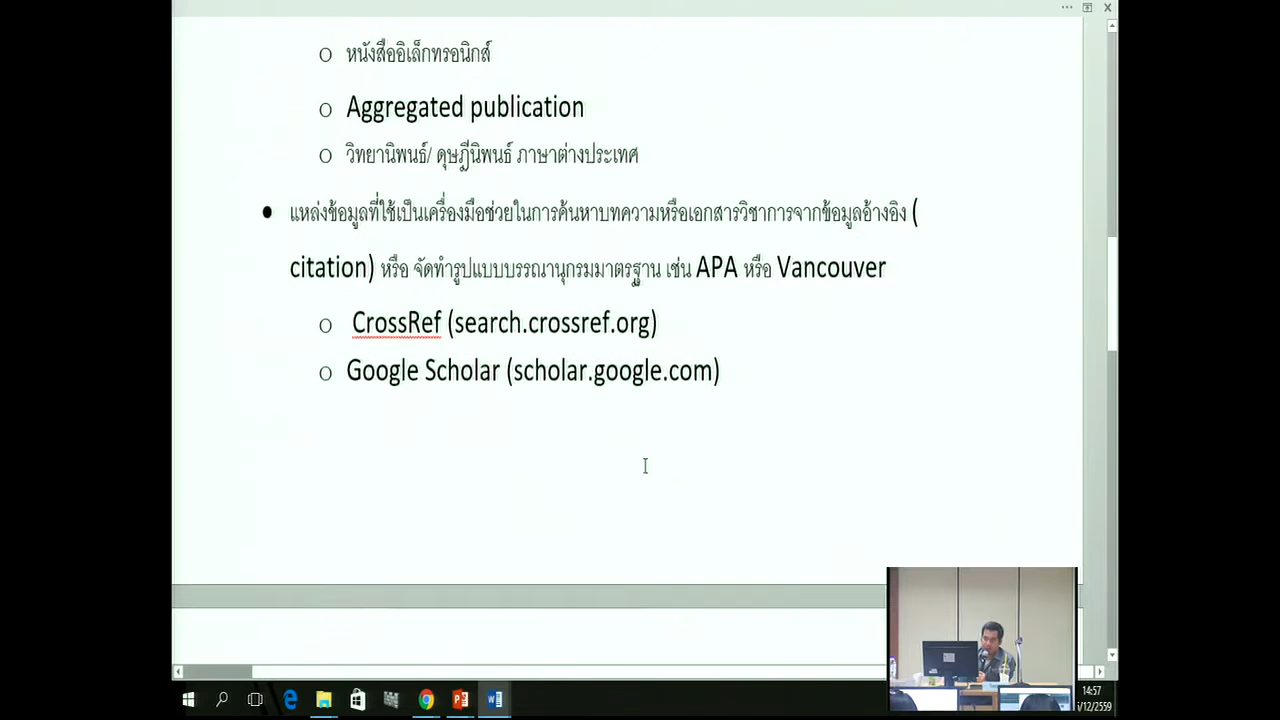 O หนังสืออิเล็กทรอนิกส์
O Aggregated publication
O วิทยานิพนธ์/ ดุษฎีนิพนธ์ ภาษาต่างประเทศ
• แหล่งข้อมูลที่ใช้เป็นเครื่องมือช่วยในการค้นหาบทความหรือเอกสารวิชาการจากข้อมูลอ้างอิง (
citation) หรือ จัดทำรูปแบบบรรณานุกรมมาตรฐาน เช่น APA หรือ Vancouver
O CrossRef (search.crossref.org)
O Google Scholar (scholar.google.com)
14:57
/12/2559